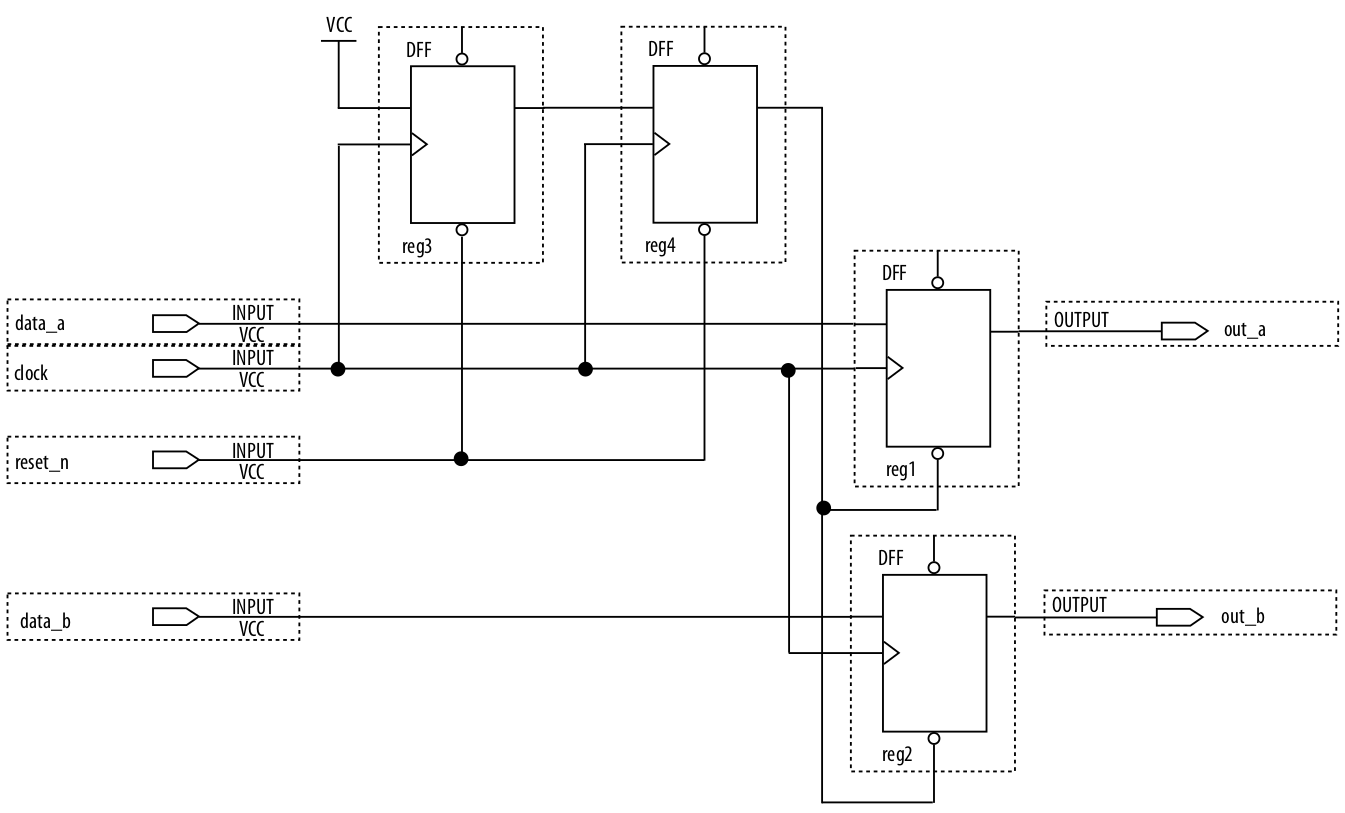 VCC
DFF
reg3
DFF
reg4
data_a
INPUT
VCC
clock
INPUT
VCC
reset_n
INPUT
VCC
DFF
reg1
OUTPUT
out_a
data_b
INPUT
VCC
DFF
reg2
OUTPUT
out_b